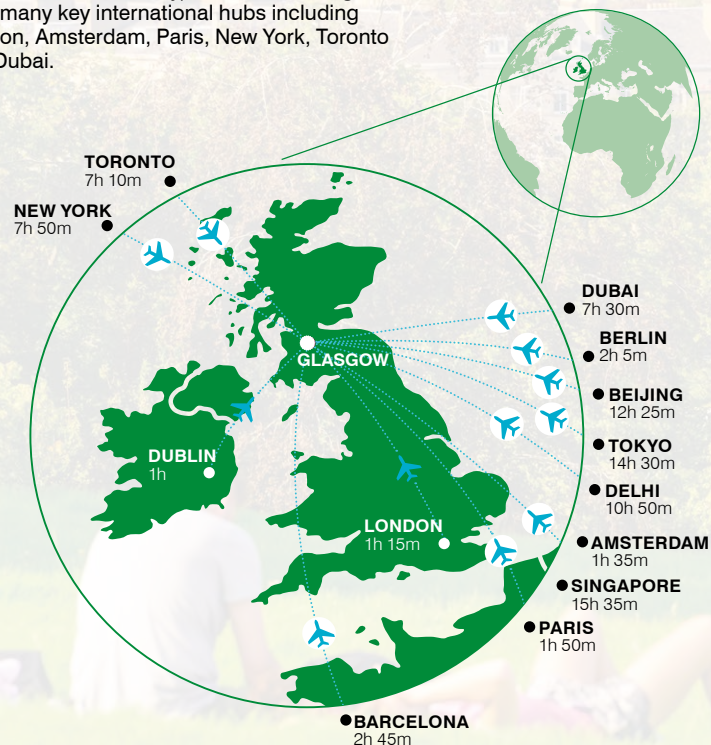 many key international hubs including
on, Amsterdam, Paris, New York, Toronto
Dubai.
TORONTO
7h 10m
NEW YORK
7h 50m
DUBAI
7h 30m
BERLIN
2h 5m
GLASGOW
BEIJING
12h 25m
TOKYO
14h 30m
DUBLIN
1h
DELHI
10h 50m
LONDON
1h 15m
AMSTERDAM
1h 35m
SINGAPORE
15h 35m
PARIS
1h 50m
BARCELONA
2h 45m